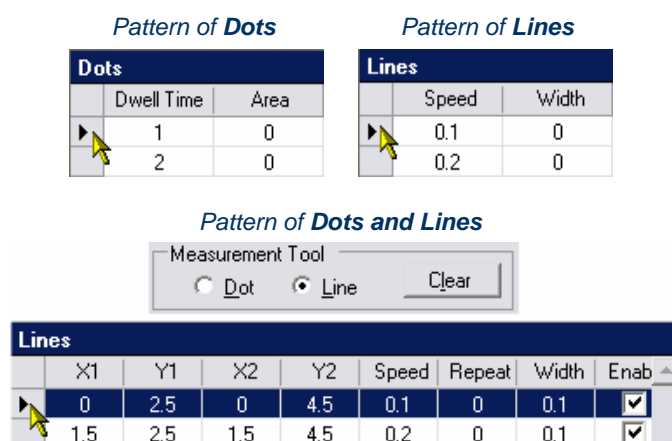 Pattern of Dots
Pattern of Lines
Dots
Dwell Time Area
1 0
2 0
Lines
Speed Width
0.1 0
0.2 0
Pattern of Dots and Lines
Measurement Tool
Dot Line Clear
Lines
X1 Y1 X2 Y2 Speed Repeat Width Enab
0 2.5 0 4.5 0.1 0 0.1
1.5 2.5 1.5 4.5 0.2 0 0.1